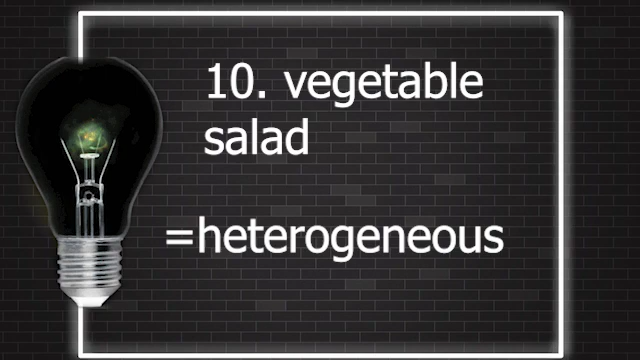 10. vegetable
salad
=heterogeneous